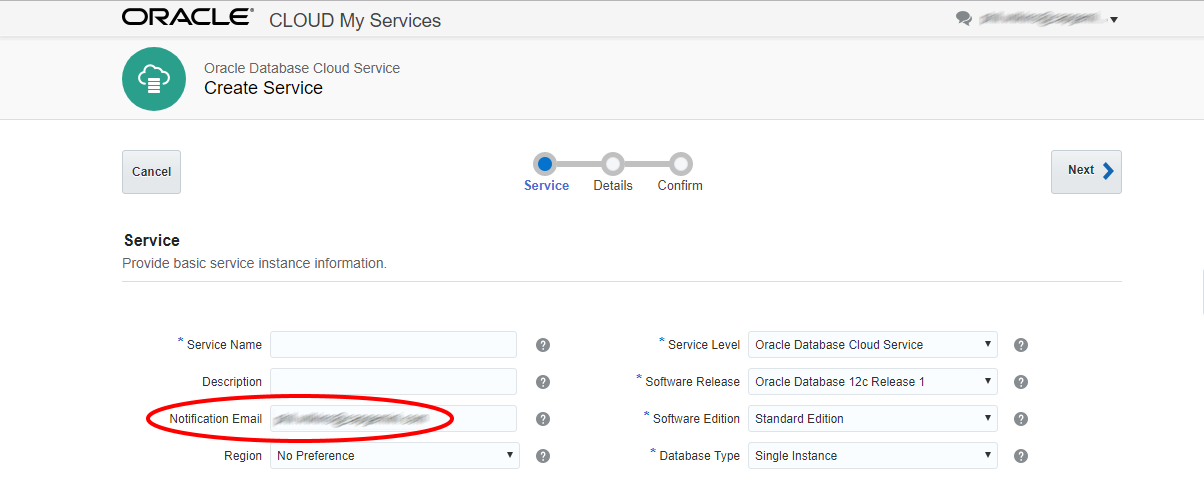 ORACLE® CLOUD My Services
Oracle Database Cloud Service
Create Service
Cancel
Service Details Confirm
Next
Service
Provide basic service instance information.
* Service Name ?
Description ?
Notification Email ?
Region No Preference ?
* Service Level Oracle Database Cloud Service ?
* Software Release Oracle Database 12c Release 1 ?
* Software Edition Standard Edition ?
* Database Type Single Instance ?